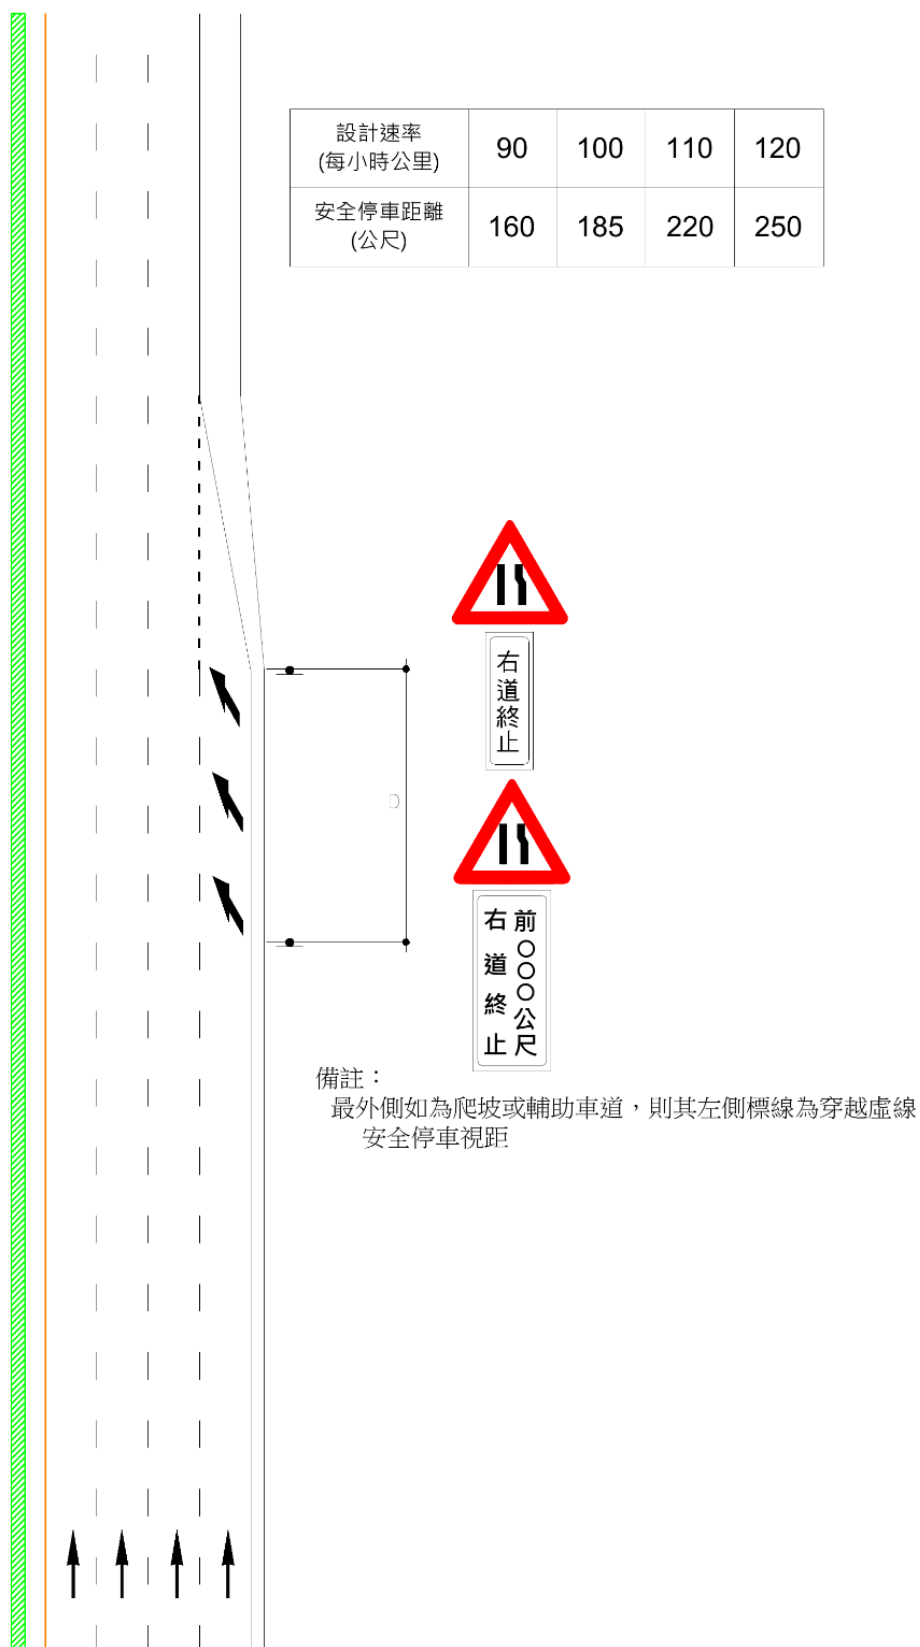 設計速率
(每小時公里)
90
100
110
120
安全停車距離
(公尺)
160
185
220
250
右道終止
D
前○○○公尺
右道終止
備註：
最外側如為爬坡或輔助車道，則其左側標線為穿越虛線
安全停車視距